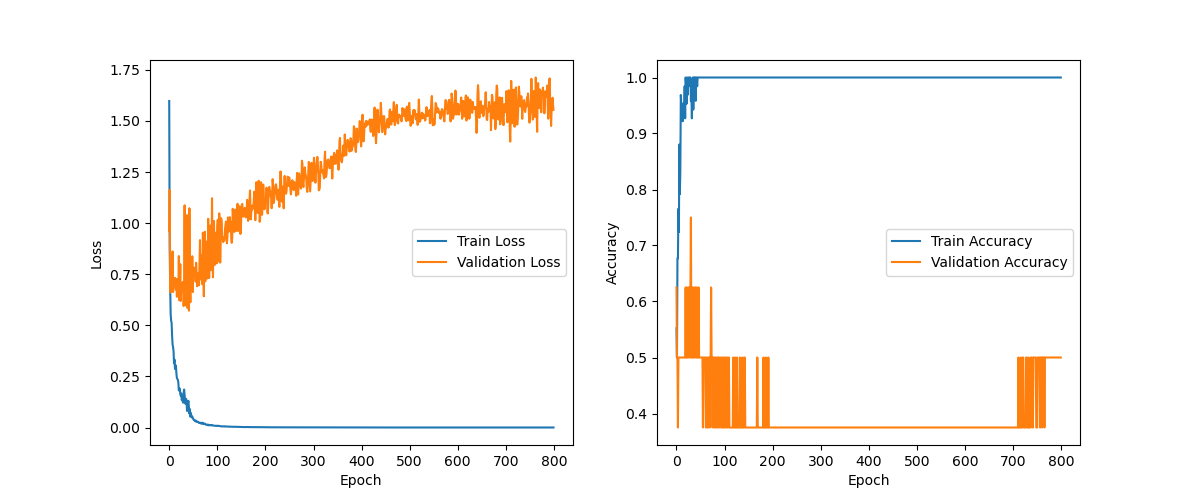 1.75
1.50
1.25
1.00
0.75
0.50
0.25
0.00
Loss
0 100 200 300 400 500 600 700 800
Epoch
Train Loss
Validation Loss
1.0
0.9
0.8
0.7
0.6
0.5
0.4
Accuracy
0 100 200 300 400 500 600 700 800
Epoch
Train Accuracy
Validation Accuracy